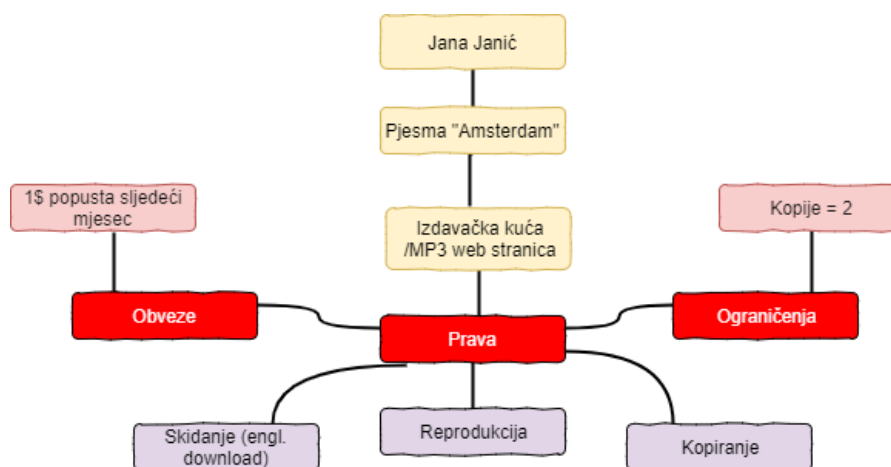 Jana Janić
Pjesma "Amsterdam"
1$ popusta sljedeći
mjesec
Izdavačka kuća
/MP3 web stranica
Kopije = 2
Obveze
Prava
Ograničenja
Skidanje (engl.
download)
Reprodukcija
Kopiranje